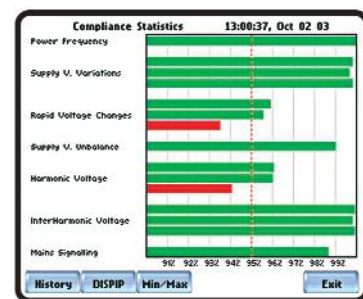 Compliance Statistics 13:00:37, Oct 02 03
Power Frequency
Supply V. Variations
Rapid Voltage Changes
Supply V. Unbalance
Harmonic Voltage
InterHarmonic Voltage
Mains Signalling
91% 92% 93% 94% 95% 96% 97% 98% 99%
History DISPIP Min/Max Exit